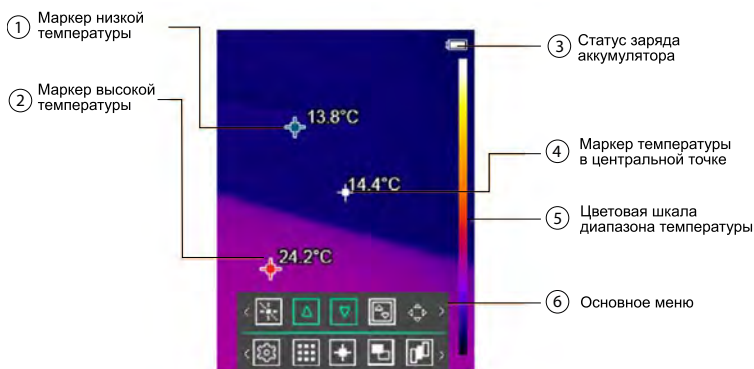 1 Маркер низкой
температуры
2 Маркер высокой
температуры
13.8°C
14.4°C
24.2°C
3 Статус заряда
аккумулятора
4 Маркер температуры
в центральной точке
5 Цветовая шкала
диапазона температуры
6 Основное меню